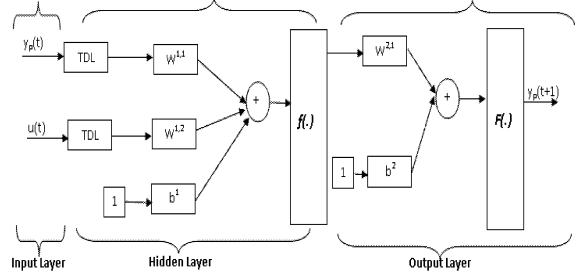 yₚ(t)
TDL
W¹,¹
W²,¹
+
+
f(.)
F(.)
yₚ(t+1)
u(t)
TDL
W¹,²
1
b¹
1
b²
Input Layer
Hidden Layer
Output Layer